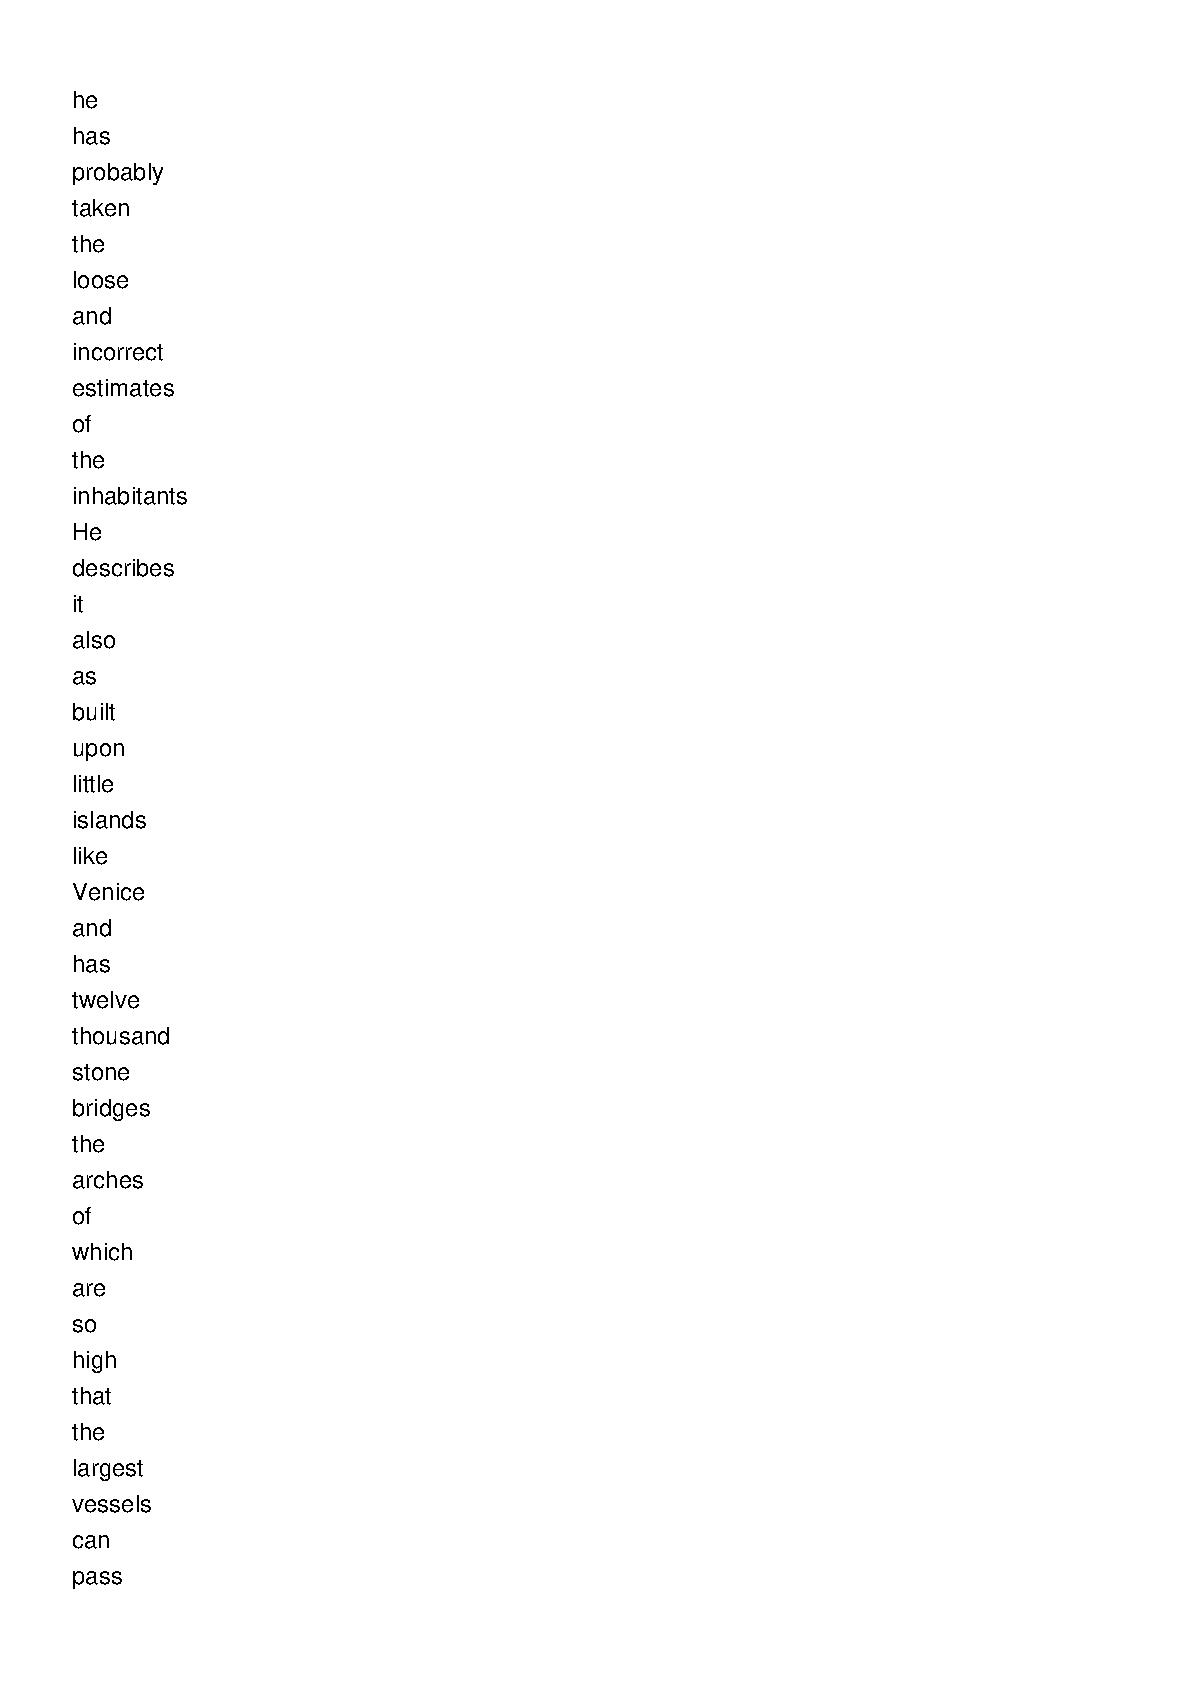 he
has
probably
taken
the
loose
and
incorrect
estimates
of
the
inhabitants
He
describes
it
also
as
built
upon
little
islands
like
Venice
and
has
twelve
thousand
stone
bridges
the
arches
of
which
are
so
high
that
the
largest
vessels
can
pass